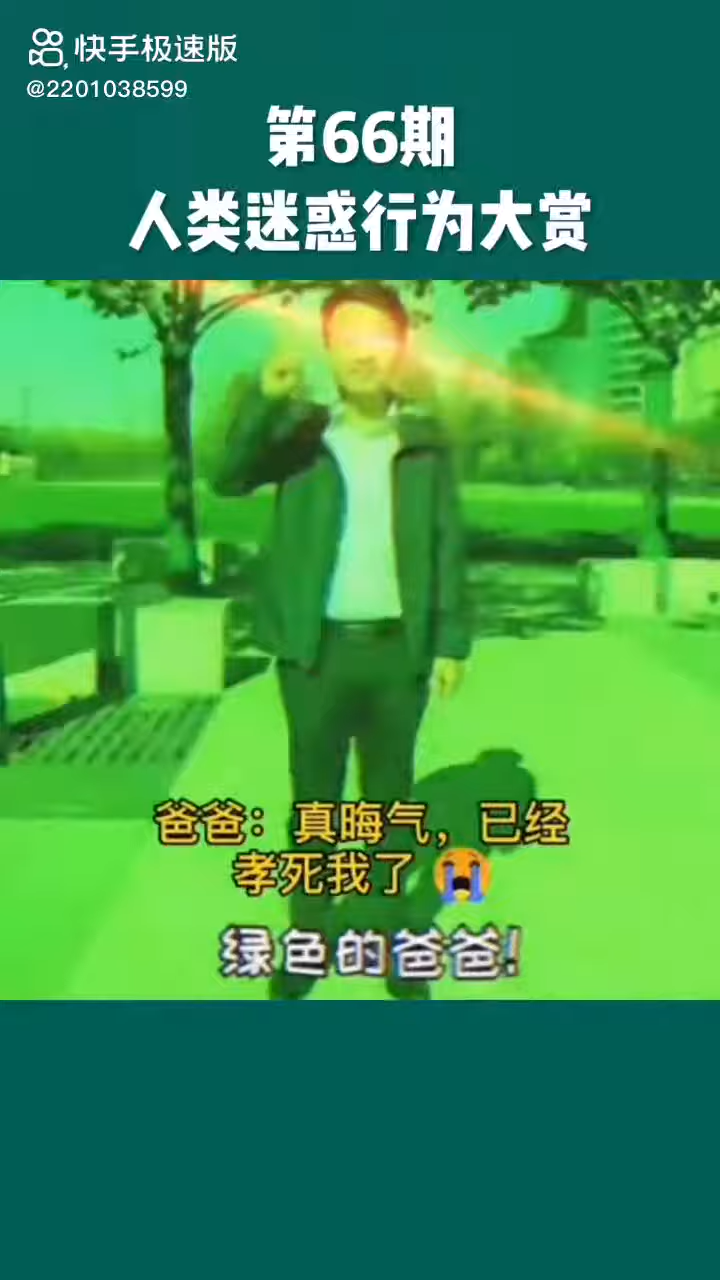 快手极速版
@2201038599
第66期
人类迷惑行为大赏
爸爸：真晦气，已经
孝死我了 😭
绿色的爸爸!